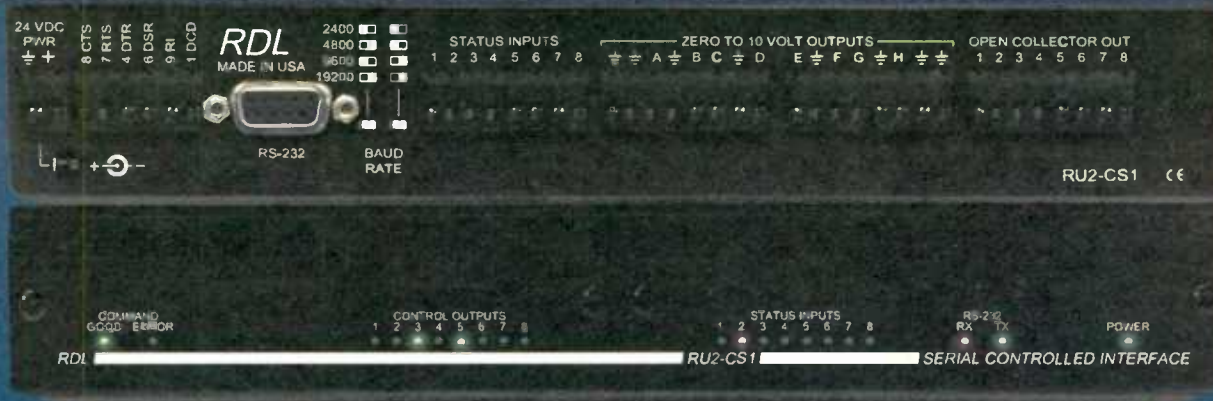 24 VDC
PWR
⏚ +
8 CTS
7 RTS
4 DTR
6 DSR
9 RI
1 DCD
RDL
MADE IN USA
RS-232
2400
4800
9600
19200
BAUD
RATE
STATUS INPUTS
1 2 3 4 5 6 7 8
ZERO TO 10 VOLT OUTPUTS
⏚ ⏚ A ⏚ B C ⏚ D E ⏚ F G ⏚ H ⏚ ⏚
OPEN COLLECTOR OUT
1 2 3 4 5 6 7 8
+ -
RU2-CS1 CE
COMMAND
GOOD ERROR
CONTROL OUTPUTS
1 2 3 4 5 6 7 8
STATUS INPUTS
1 2 3 4 5 6 7 8
RS-232
RX TX
POWER
RDL RU2-CS1 SERIAL CONTROLLED INTERFACE